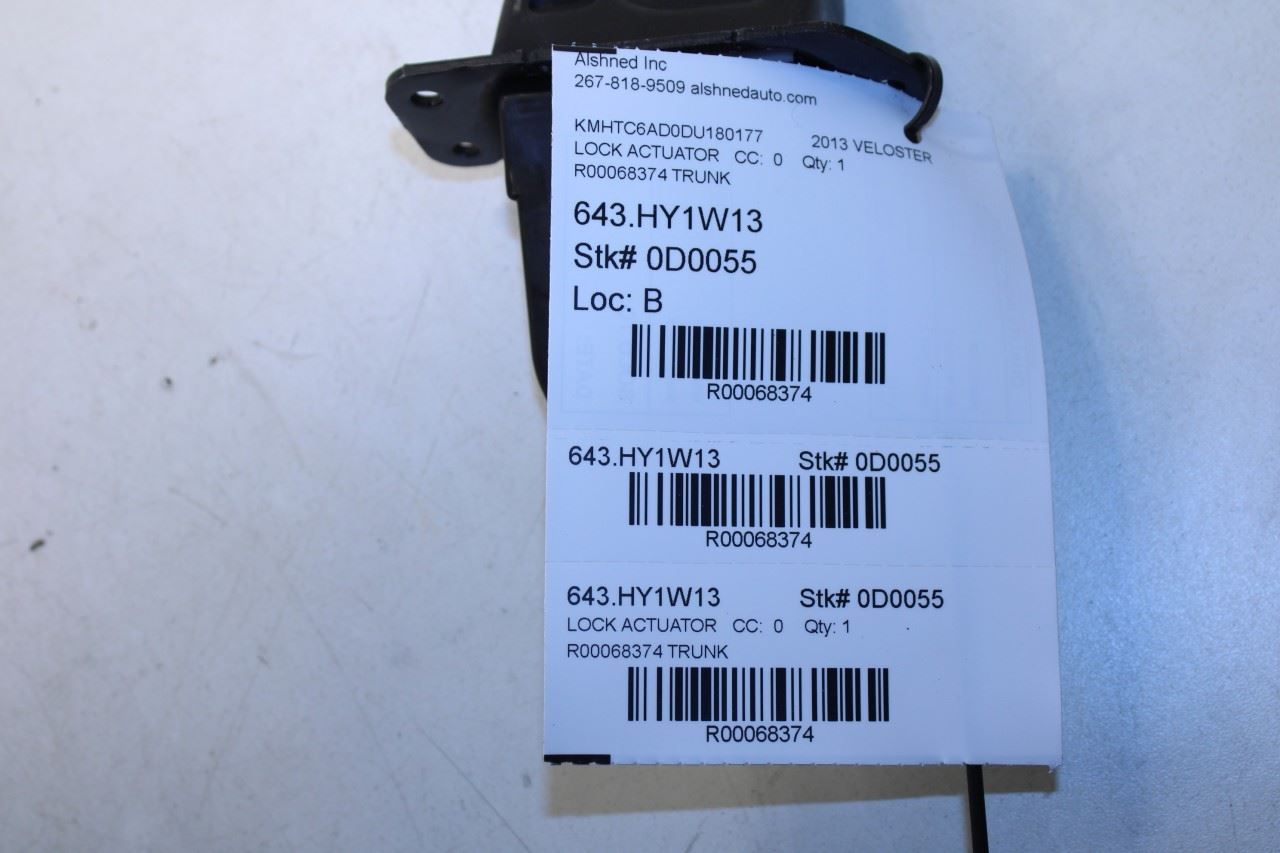 Alshned Inc
267-818-9509 alshnedauto.com
KMHTC6AD0DU180177 2013 VELOSTER
LOCK ACTUATOR CC: 0 Qty: 1
R00068374 TRUNK
643.HY1W13
Stk# 0D0055
Loc: B
R00068374
643.HY1W13 Stk# 0D0055
R00068374
643.HY1W13 Stk# 0D0055
LOCK ACTUATOR CC: 0 Qty: 1
R00068374 TRUNK
R00068374